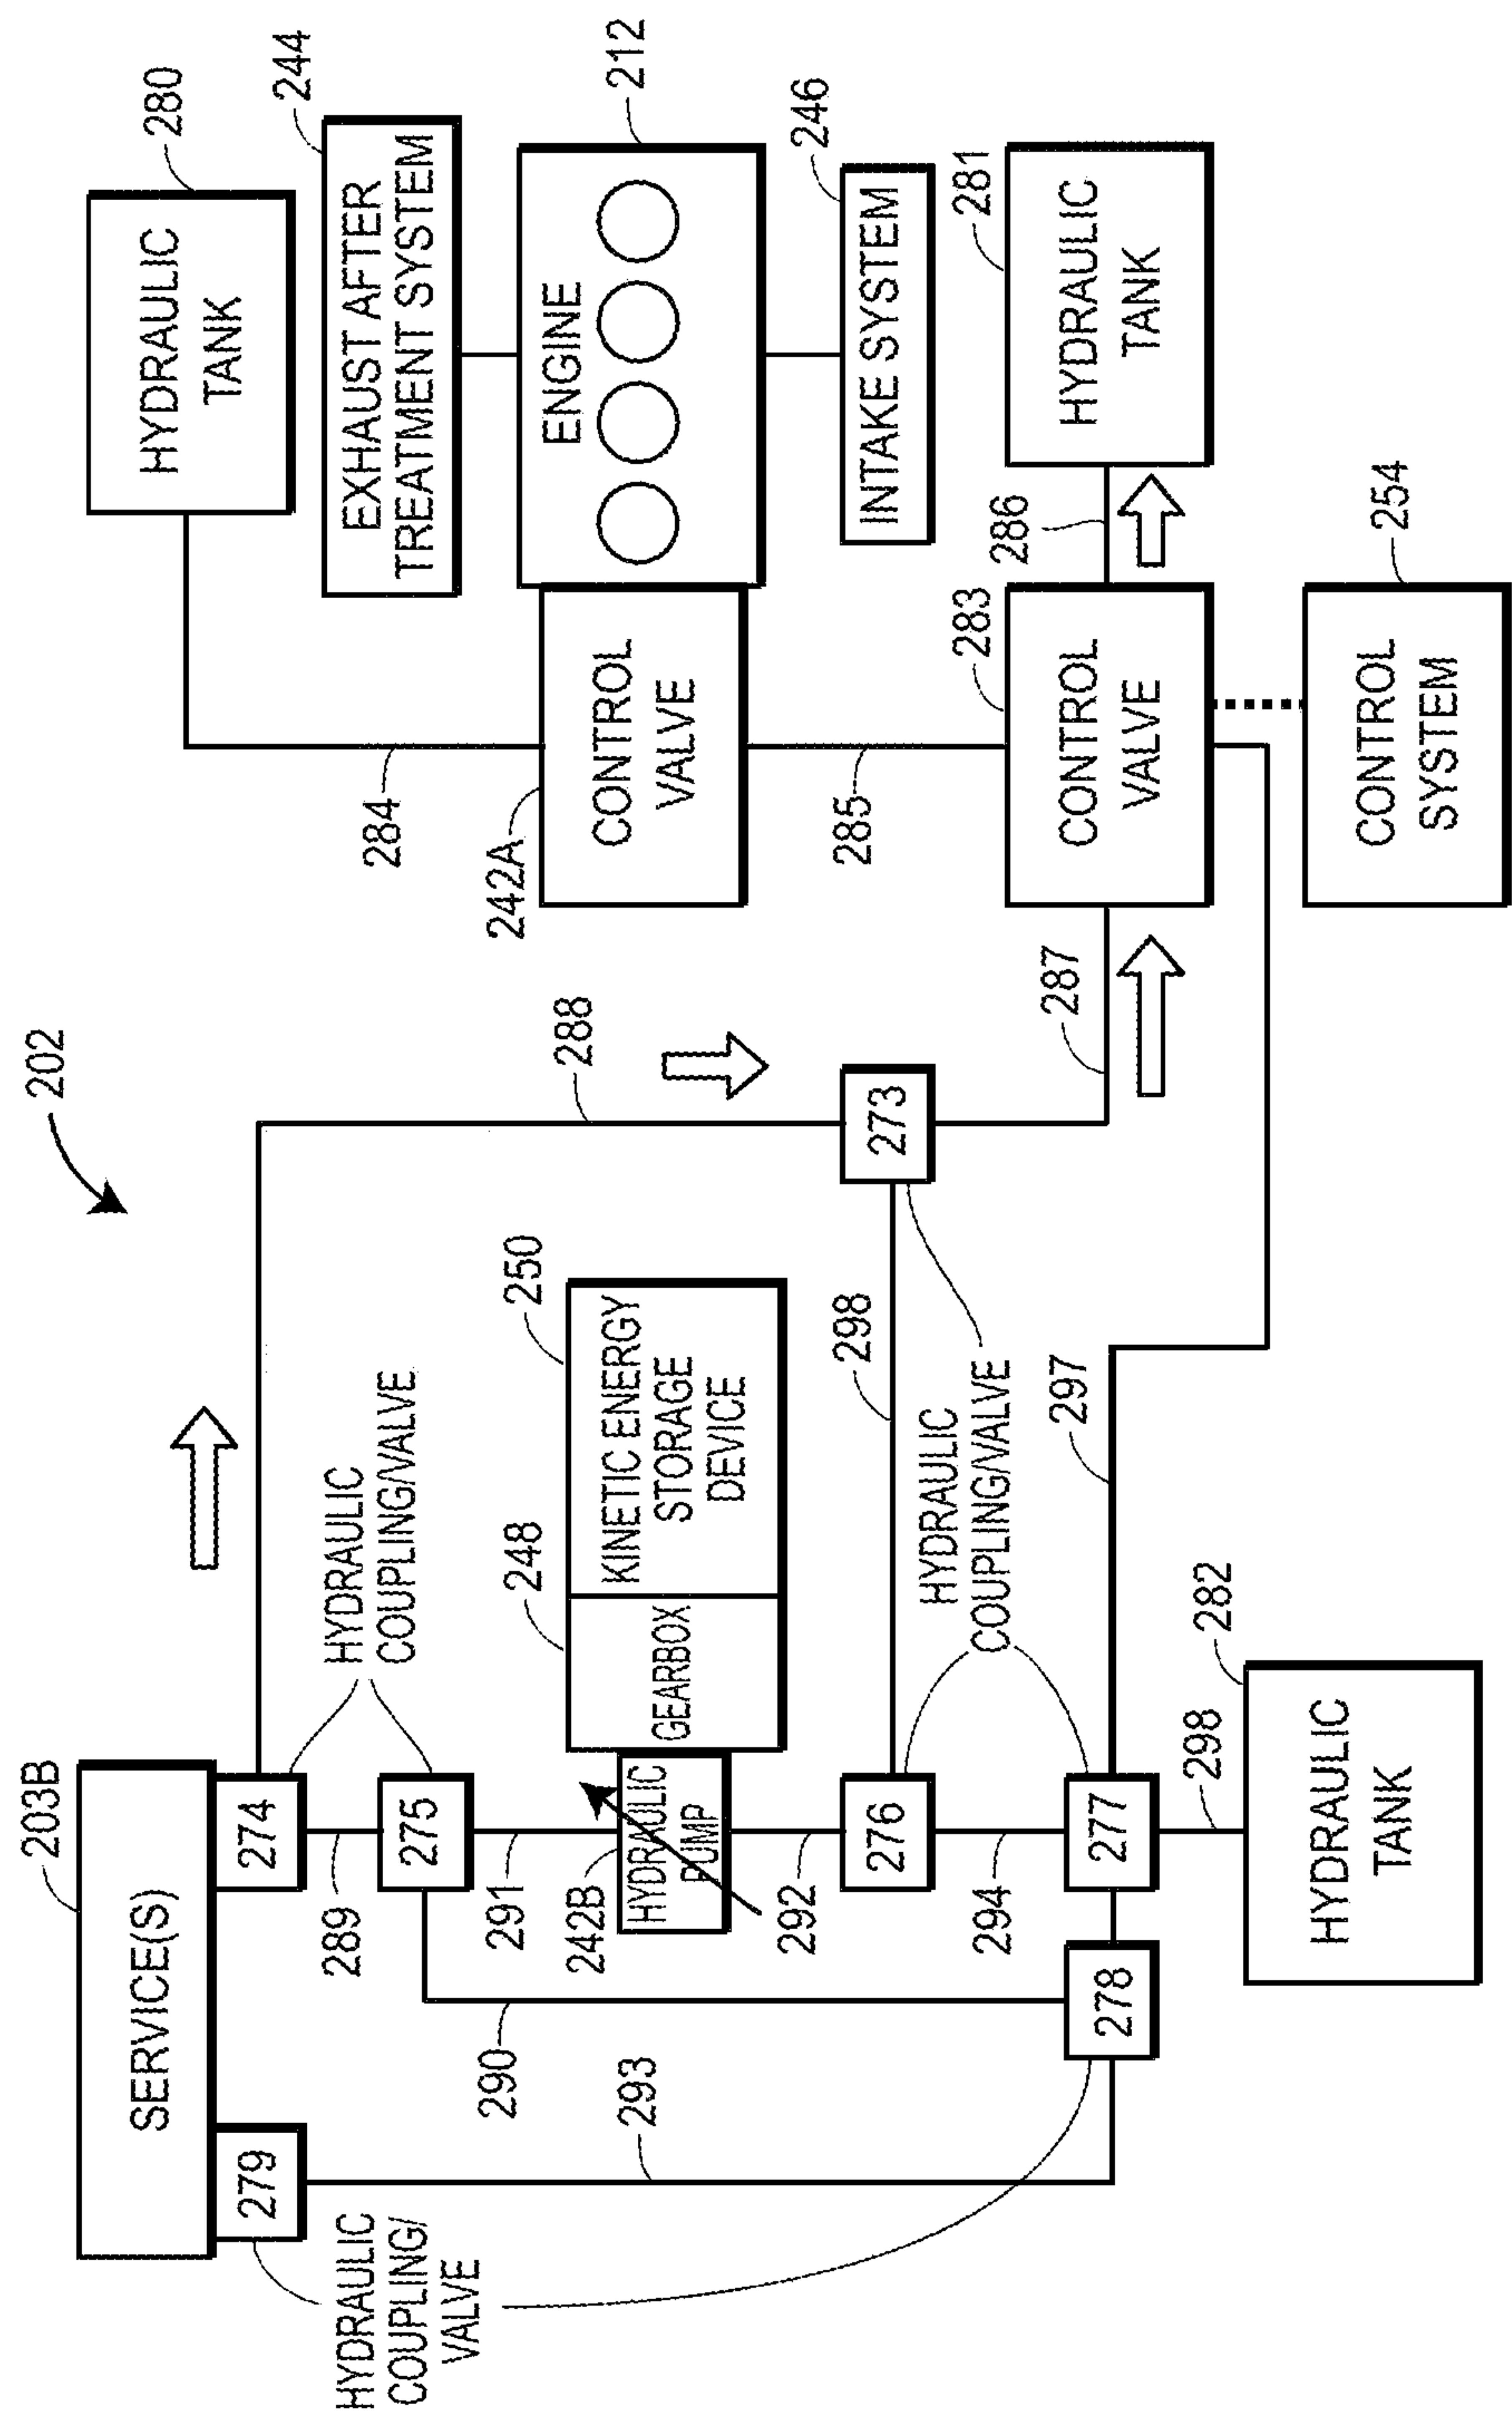 202
203B
SERVICE(S)
279
274
HYDRAULIC
COUPLING/
VALVE
289
HYDRAULIC
COUPLING/VALVE
275
288
HYDRAULIC
TANK
280
284
EXHAUST AFTER
TREATMENT SYSTEM
244
290
291
242B
HYDRAULIC
PUMP
248
GEARBOX
250
KINETIC ENERGY
STORAGE
DEVICE
242A
CONTROL
VALVE
ENGINE
212
293
292
276
298
273
285
INTAKE SYSTEM
246
HYDRAULIC
COUPLING/VALVE
294
278
277
297
287
283
CONTROL
VALVE
286
281
HYDRAULIC
TANK
298
282
HYDRAULIC
TANK
CONTROL
SYSTEM
254